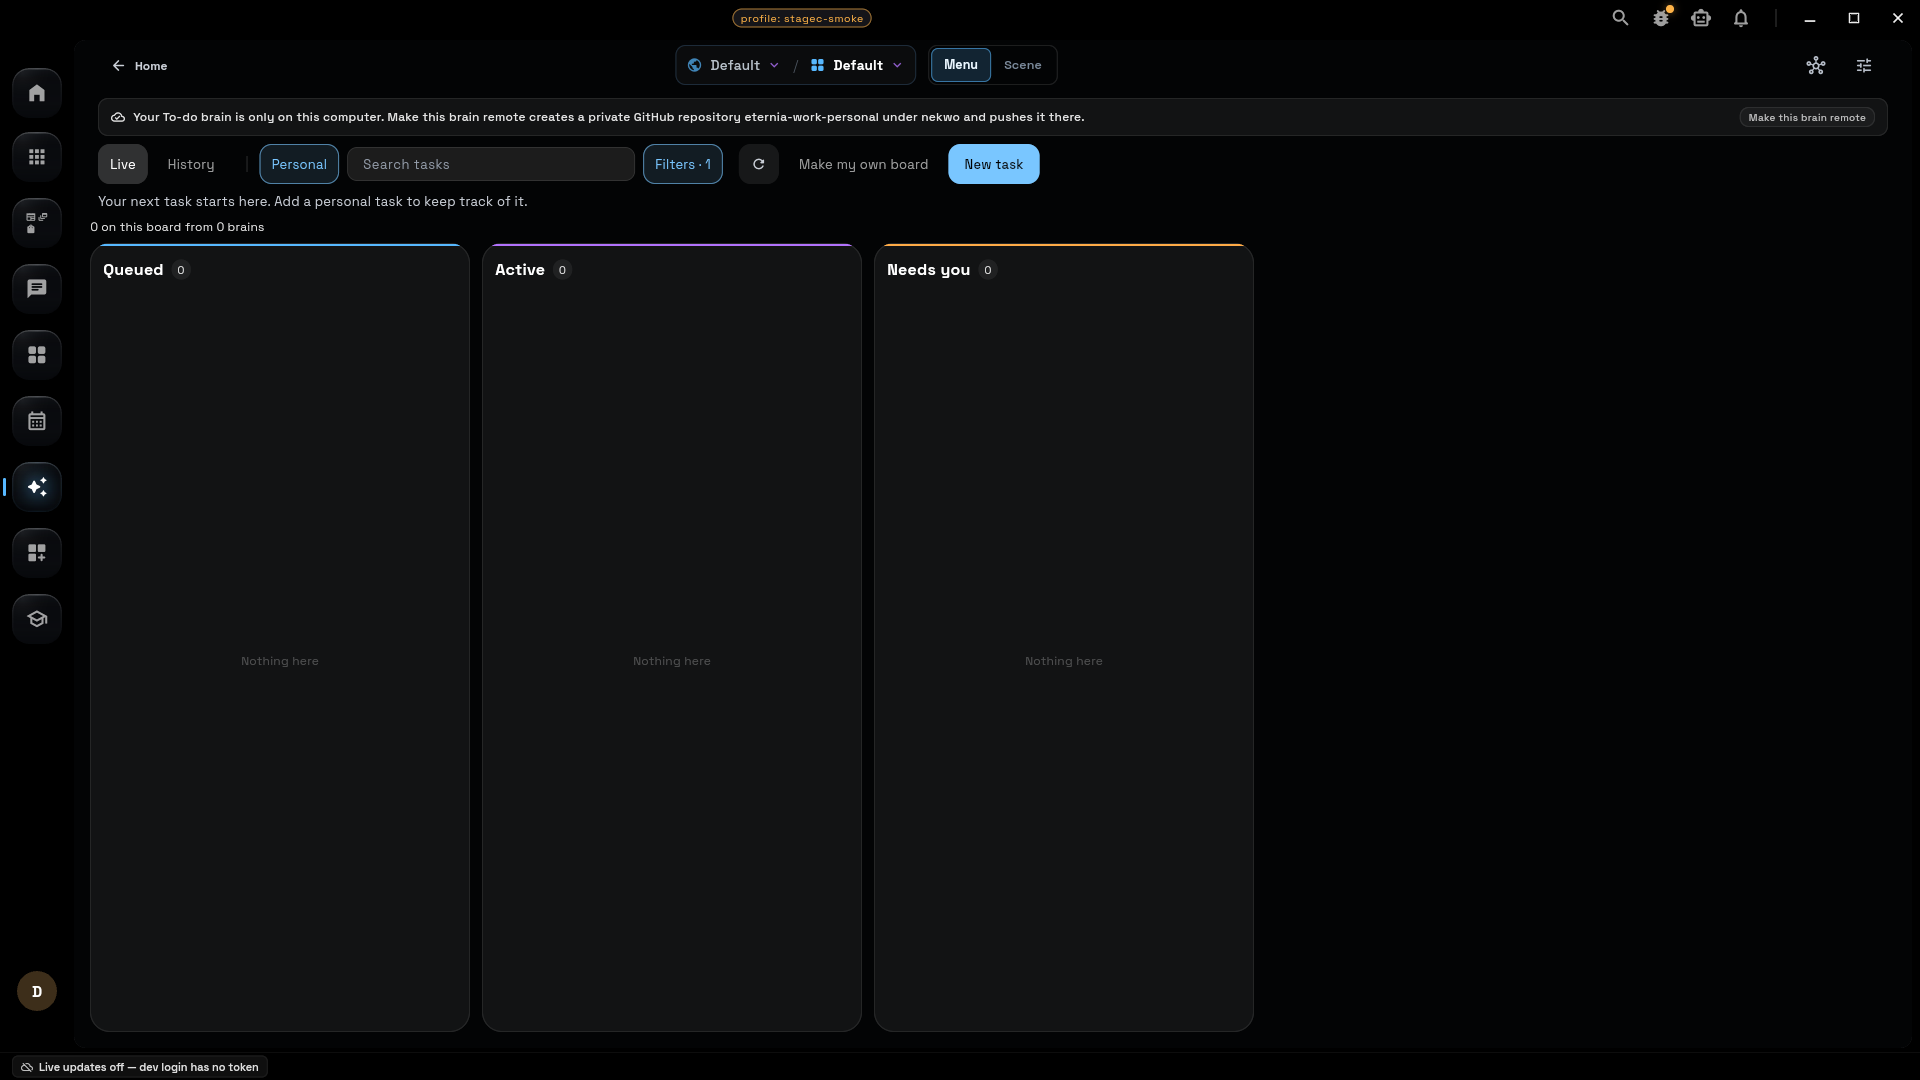 profile: stagec-smoke
Home
Default / Default
Menu
Scene
Your To-do brain is only on this computer. Make this brain remote creates a private GitHub repository eternia-work-personal under nekwo and pushes it there.
Make this brain remote
Live
History
Personal
Search tasks
Filters · 1
Make my own board
New task
Your next task starts here. Add a personal task to keep track of it.
0 on this board from 0 brains
Queued 0
Active 0
Needs you 0
Nothing here
Nothing here
Nothing here
D
Live updates off — dev login has no token